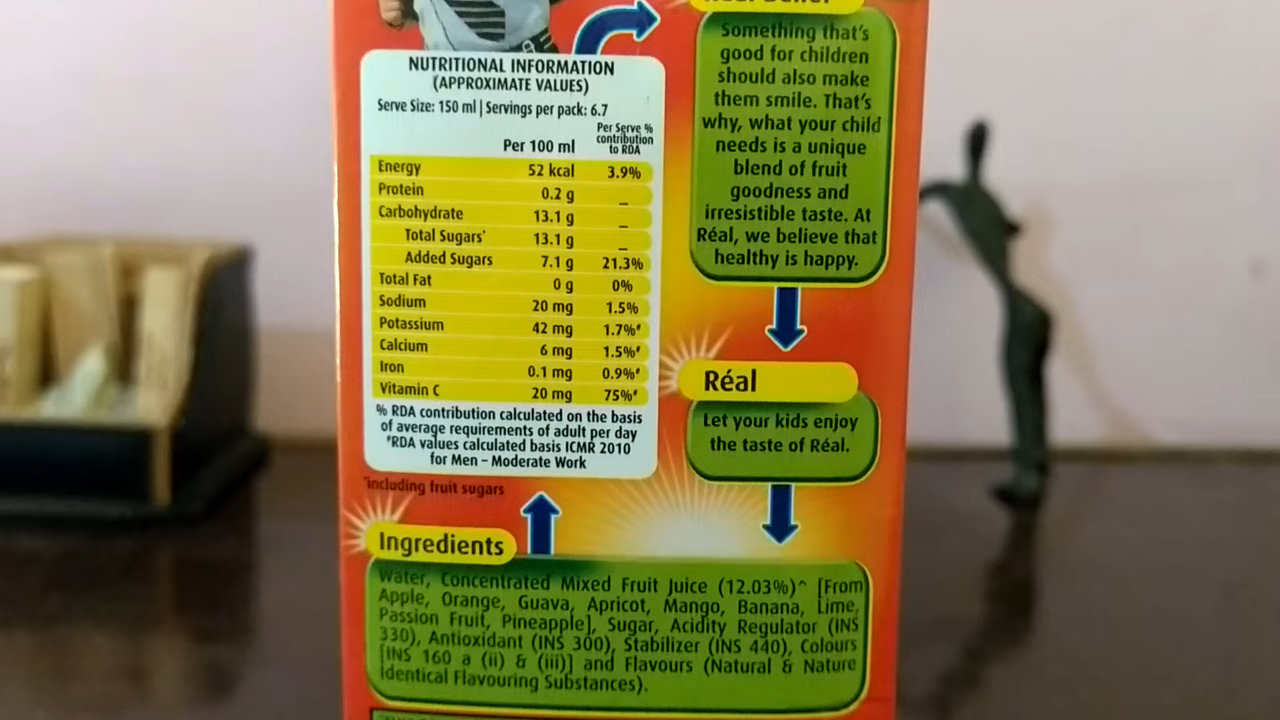 NUTRITIONAL INFORMATION
(APPROXIMATE VALUES)
Serve Size: 150 ml | Servings per pack: 6.7
Per 100 ml Per Serve % contribution to RDA
Energy 52 kcal 3.9%
Protein 0.2 g _
Carbohydrate 13.1 g _
Total Sugars* 13.1 g _
Added Sugars 7.1 g 21.3%
Total Fat 0 g 0%
Sodium 20 mg 1.5%
Potassium 42 mg 1.7%#
Calcium 6 mg 1.5%#
Iron 0.1 mg 0.9%#
Vitamin C 20 mg 75%#
% RDA contribution calculated on the basis
of average requirements of adult per day
#RDA values calculated basis ICMR 2010
for Men – Moderate Work
*including fruit sugars
Something that's
good for children
should also make
them smile. That's
why, what your child
needs is a unique
blend of fruit
goodness and
irresistible taste. At
Réal, we believe that
healthy is happy.
Réal
Let your kids enjoy
the taste of Réal.
Ingredients
Water, Concentrated Mixed Fruit Juice (12.03%)^ [From
Apple, Orange, Guava, Apricot, Mango, Banana, Lime,
Passion Fruit, Pineapple], Sugar, Acidity Regulator (INS
330), Antioxidant (INS 300), Stabilizer (INS 440), Colours
[INS 160 a (ii) & (iii)] and Flavours (Natural & Nature
Identical Flavouring Substances).